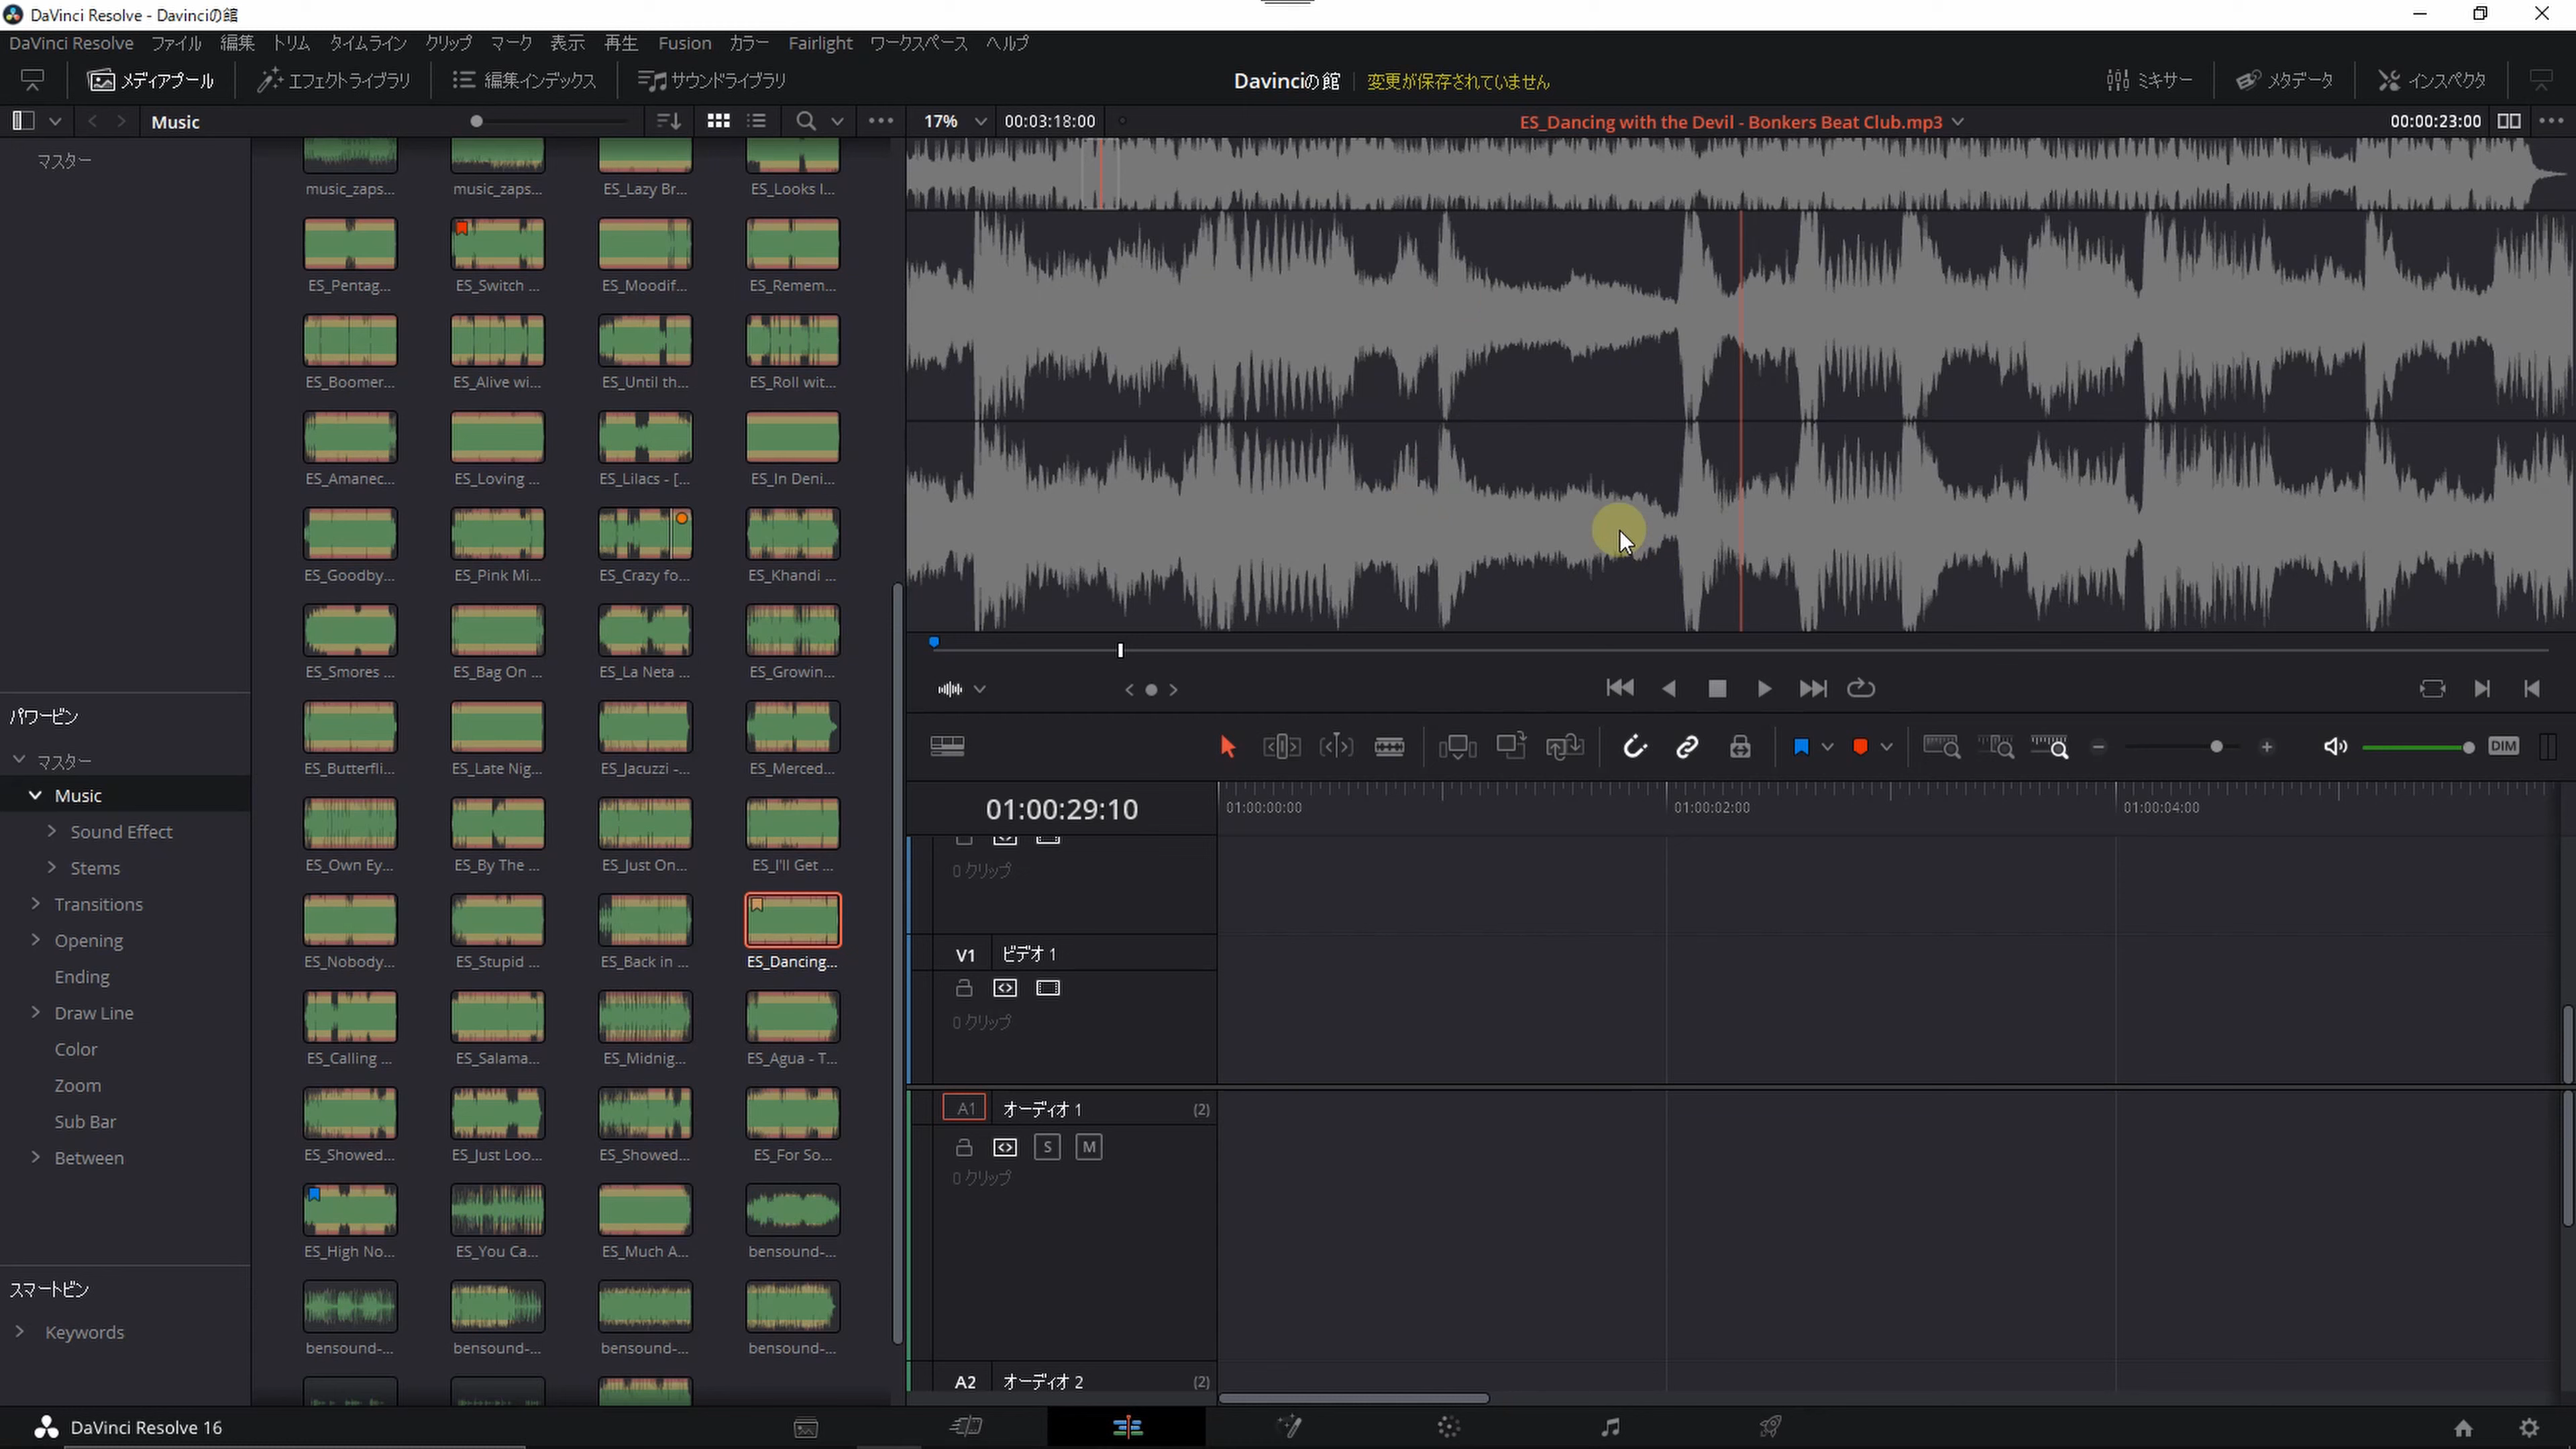 DaVinci Resolve - Davinciの館
DaVinci Resolve ファイル 編集 トリム タイムライン クリップ マーク 表示 再生 Fusion カラー Fairlight ワークスペース ヘルプ
メディアプール エフェクトライブラリ 編集インデックス サウンドライブラリ Davinciの館 変更が保存されていません ミキサー メタデータ インスペクタ
Music 17% 00:03:18:00 ES_Dancing with the Devil - Bonkers Beat Club.mp3 00:00:23:00
マスター
music_zaps... music_zaps... ES_Lazy Br... ES_Looks I...
ES_Pentag... ES_Switch ... ES_Moodif... ES_Remem...
ES_Boomer... ES_Alive wi... ES_Until th... ES_Roll wit...
ES_Amanec... ES_Loving ... ES_Lilacs - [... ES_In Deni...
ES_Goodby... ES_Pink Mi... ES_Crazy fo... ES_Khandi ...
ES_Smores ... ES_Bag On ... ES_La Neta ... ES_Growin...
ES_Butterfli... ES_Late Nig... ES_Jacuzzi -... ES_Merced...
ES_Own Ey... ES_By The ... ES_Just On... ES_I'll Get ...
ES_Nobody... ES_Stupid ... ES_Back in ... ES_Dancing...
ES_Calling ... ES_Salama... ES_Midnig... ES_Agua - T...
ES_Showed... ES_Just Loo... ES_Showed... ES_For So...
ES_High No... ES_You Ca... ES_Much A... bensound-...
bensound-... bensound-... bensound-... bensound-...
パワービン
マスター
Music
Sound Effect
Stems
Transitions
Opening
Ending
Draw Line
Color
Zoom
Sub Bar
Between
スマートビン
Keywords
DIM
01:00:29:10 01:00:00:00 01:00:02:00 01:00:04:00
0 クリップ
V1 ビデオ 1
0 クリップ
A1 オーディオ 1 (2)
S M
0 クリップ
A2 オーディオ 2 (2)
DaVinci Resolve 16